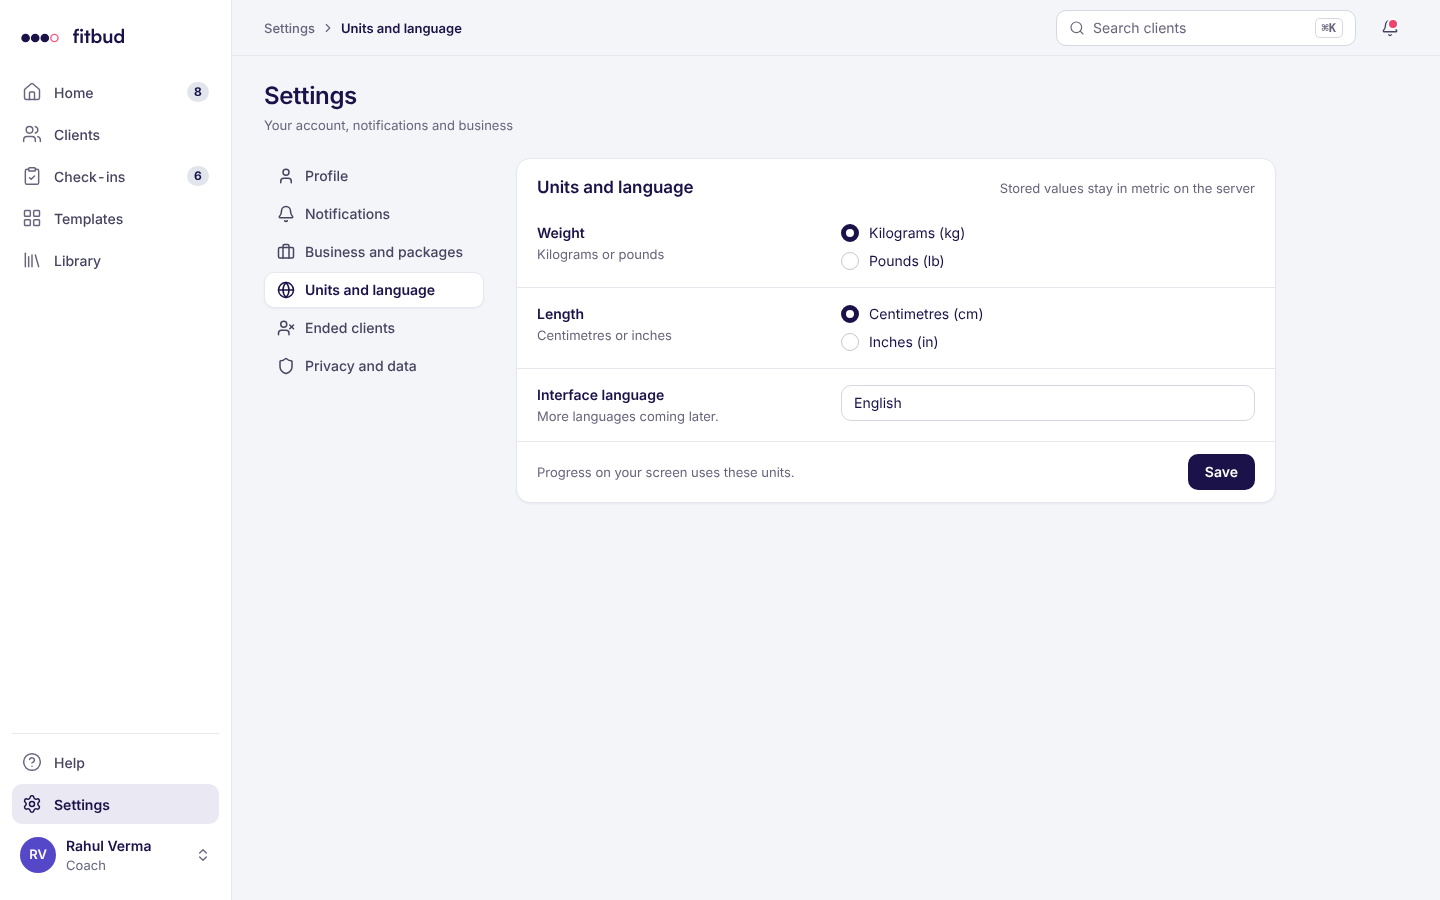 fitbud
Home 8
Clients
Check-ins 6
Templates
Library
Help
Settings
RV
Rahul Verma
Coach
Settings > Units and language
Search clients ⌘K
Settings
Your account, notifications and business
Profile
Notifications
Business and packages
Units and language
Ended clients
Privacy and data
Units and language
Stored values stay in metric on the server
Weight
Kilograms or pounds
Kilograms (kg)
Pounds (lb)
Length
Centimetres or inches
Centimetres (cm)
Inches (in)
Interface language
More languages coming later.
English
Progress on your screen uses these units.
Save